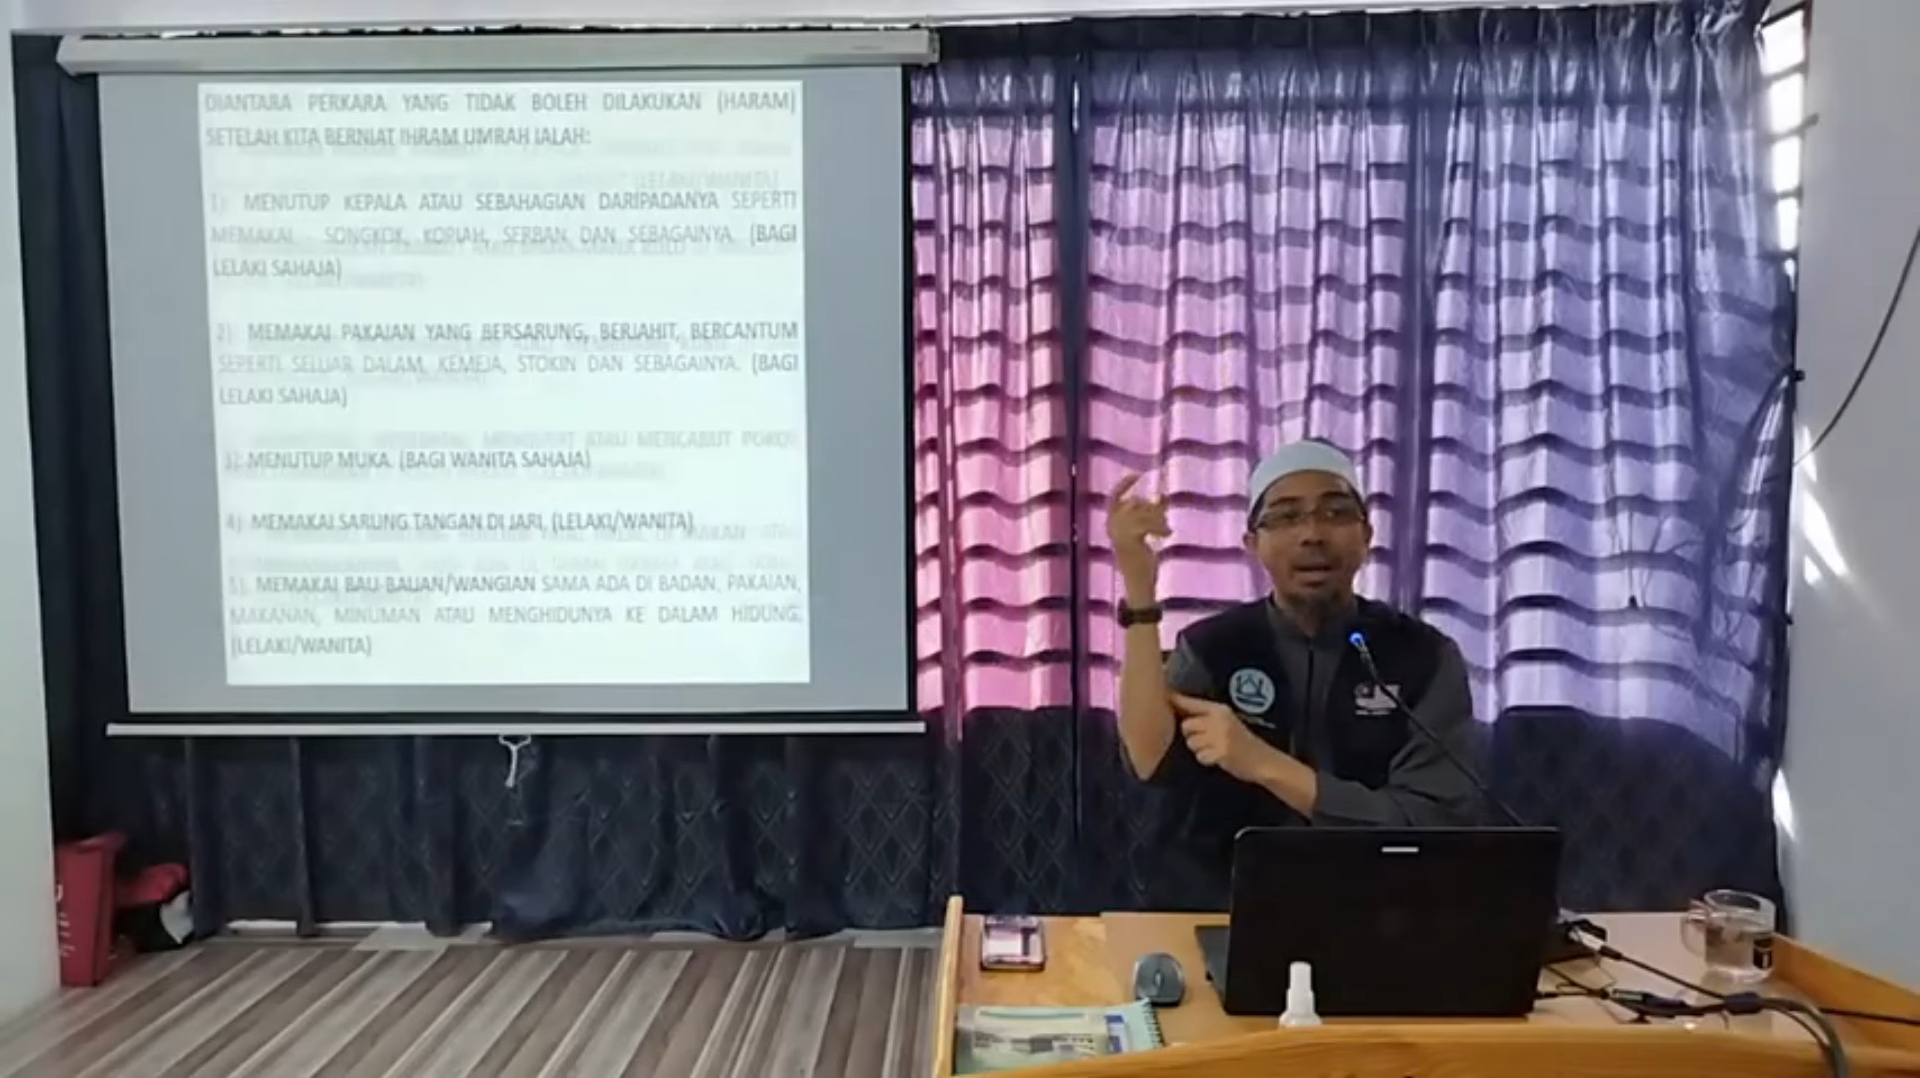 DIANTARA PERKARA YANG TIDAK BOLEH DILAKUKAN (HARAM)
SETELAH KITA BERNIAT IHRAM UMRAH IALAH:
1) MENUTUP KEPALA ATAU SEBAHAGIAN DARIPADANYA SEPERTI
MEMAKAI SONGKOK, KOPIAH, SERBAN DAN SEBAGAINYA. (BAGI
LELAKI SAHAJA)
2) MEMAKAI PAKAIAN YANG BERSARUNG, BERJAHIT, BERCANTUM
SEPERTI SELUAR DALAM, KEMEJA, STOKIN DAN SEBAGAINYA. (BAGI
LELAKI SAHAJA)
3) MENUTUP MUKA. (BAGI WANITA SAHAJA)
4) MEMAKAI SARUNG TANGAN DI JARI. (LELAKI/WANITA)
5) MEMAKAI BAU-BAUAN/WANGIAN SAMA ADA DI BADAN, PAKAIAN,
MAKANAN, MINUMAN ATAU MENGHIDUNYA KE DALAM HIDUNG.
(LELAKI/WANITA)